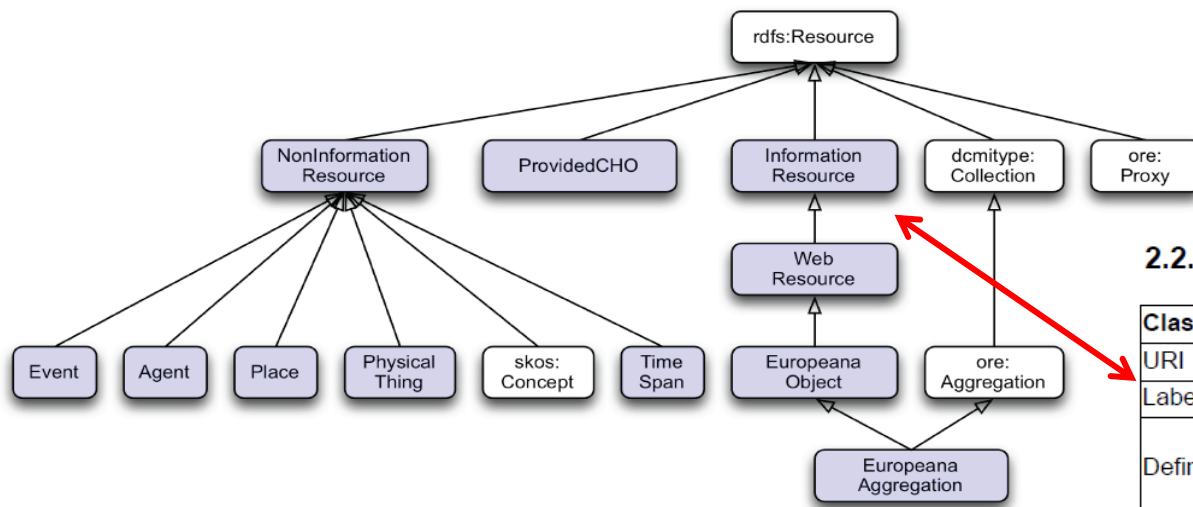 rdfs:Resource
NonInformation
Resource
ProvidedCHO
Information
Resource
dcmitype:
Collection
ore:
Proxy
Web
Resource
2.2.
Clas
URI
Labe
Defin
Event
Agent
Place
Physical
Thing
skos:
Concept
Time
Span
Europeana
Object
ore:
Aggregation
Europeana
Aggregation